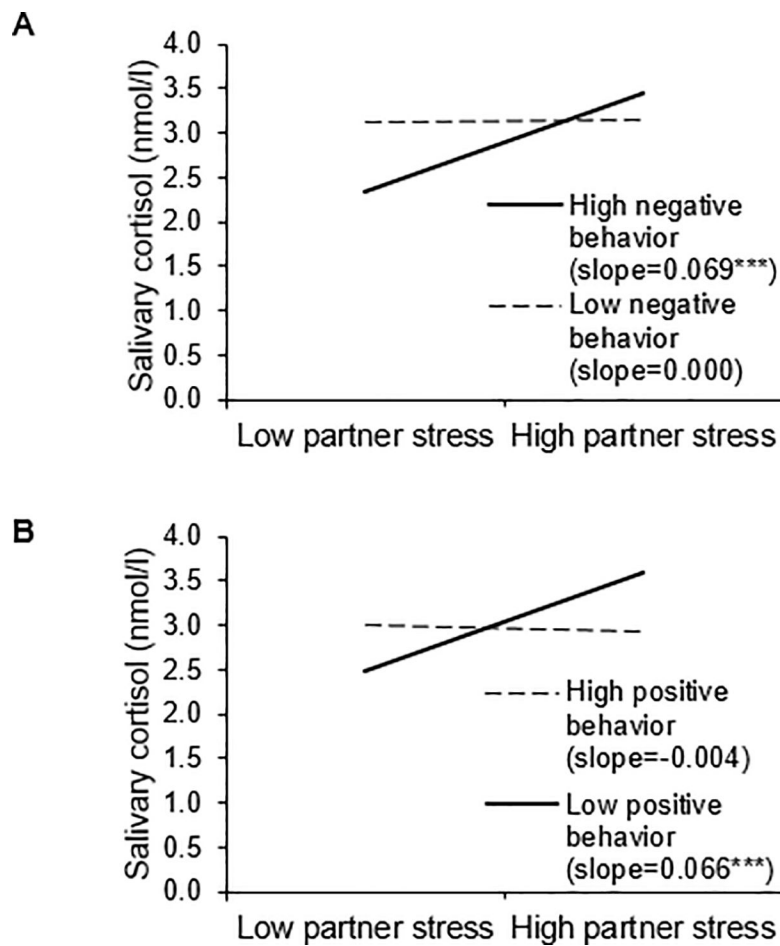 A
Salivary cortisol (nmol/l)
4.0
3.5
3.0
2.5
2.0
1.5
1.0
0.5
0.0
High negative
behavior
(slope=0.069***)
Low negative
behavior
(slope=0.000)
Low partner stress High partner stress
B
Salivary cortisol (nmol/l)
4.0
3.5
3.0
2.5
2.0
1.5
1.0
0.5
0.0
High positive
behavior
(slope=-0.004)
Low positive
behavior
(slope=0.066***)
Low partner stress High partner stress